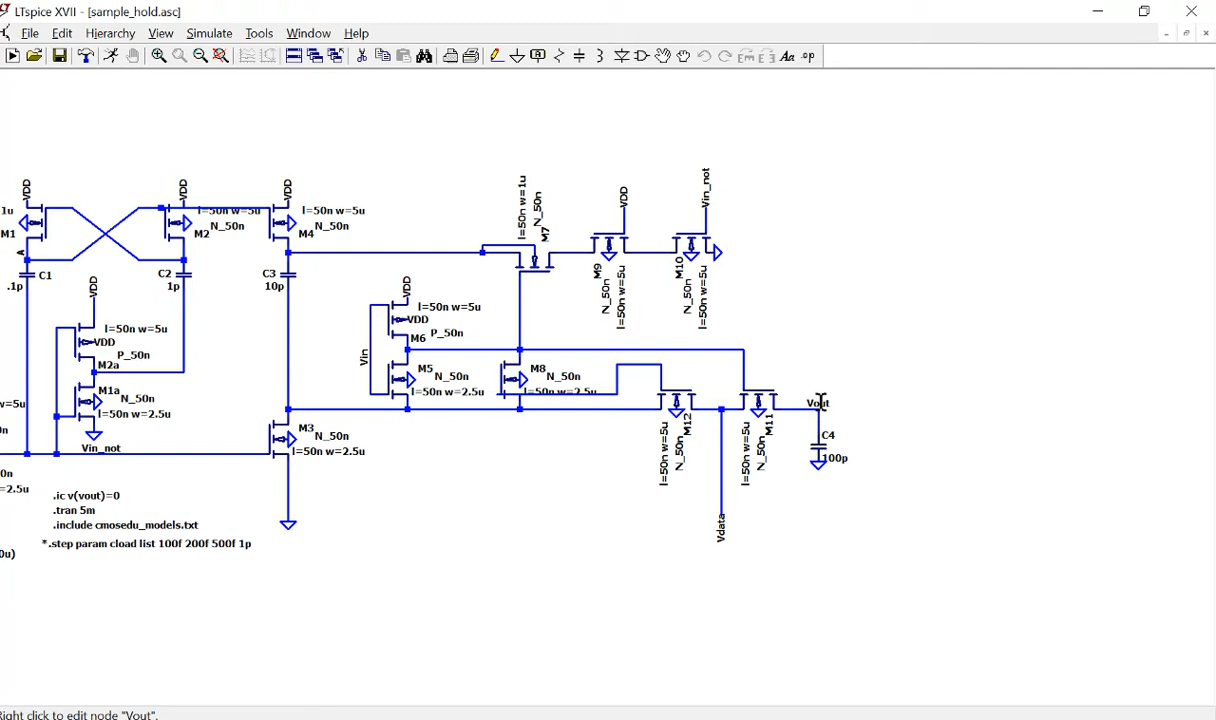 LTspice XVII - [sample_hold.asc]
File Edit Hierarchy View Simulate Tools Window Help
VDD
VDD
VDD
1u
M1
A
l=50n w=5u
N_50n
M2
l=50n w=5u
N_50n
M4
C1
.1p
C2
1p
C3
10p
VDD
l=50n w=5u
VDD
P_50n
M2a
M1a
N_50n
l=50n w=2.5u
w=5u
0n
Vin_not
0n
=2.5u
M3
N_50n
l=50n w=2.5u
VDD
l=50n w=5u
VDD
P_50n
M6
Vin
M5
N_50n
l=50n w=2.5u
M8
N_50n
l=50n w=2.5u
l=50n w=1u
N_50n
M7
VDD
M9
N_50n
l=50n w=5u
Vin_not
M10
N_50n
l=50n w=5u
l=50n w=5u
N_50n
M12
l=50n w=5u
N_50n
M11
Vout
C4
100p
Vdata
.ic v(vout)=0
.tran 5m
.include cmosedu_models.txt
*.step param cload list 100f 200f 500f 1p
0u)
Right click to edit node "Vout".